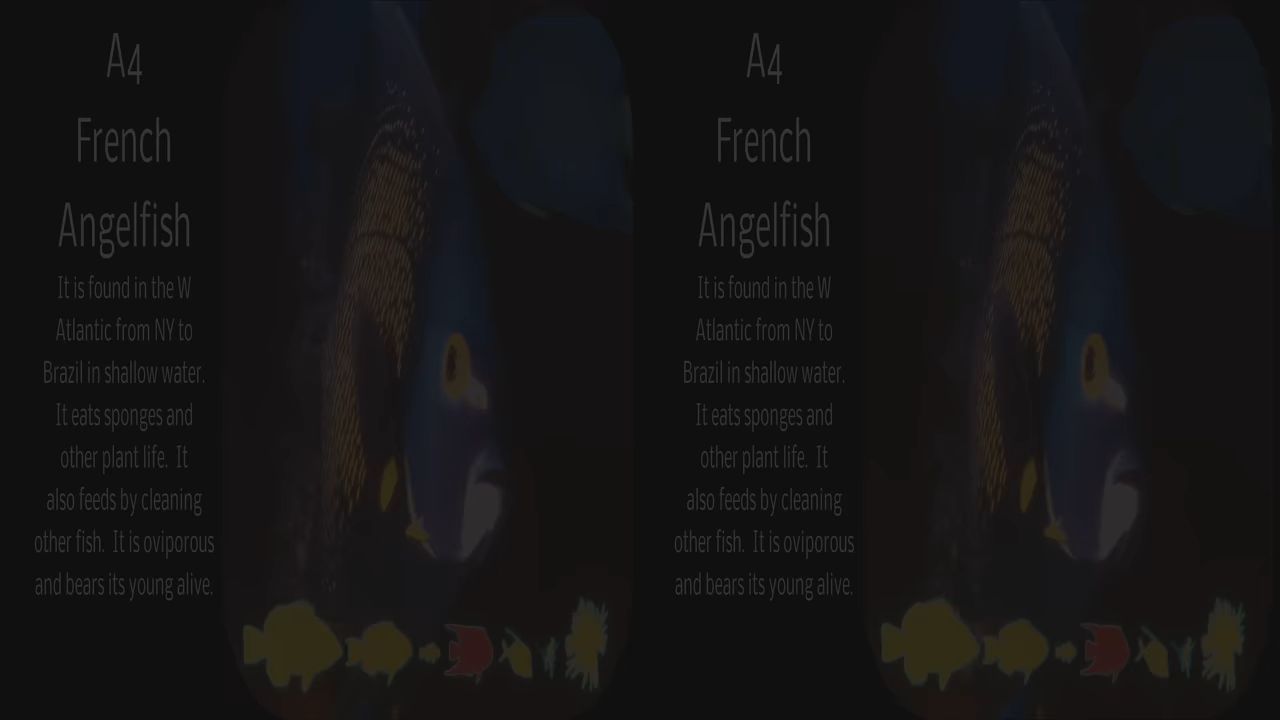 A4
French
Angelfish
It is found in the W
Atlantic from NY to
Brazil in shallow water.
It eats sponges and
other plant life.  It
also feeds by cleaning
other fish.  It is oviporous
and bears its young alive.
A4
French
Angelfish
It is found in the W
Atlantic from NY to
Brazil in shallow water.
It eats sponges and
other plant life.  It
also feeds by cleaning
other fish.  It is oviporous
and bears its young alive.